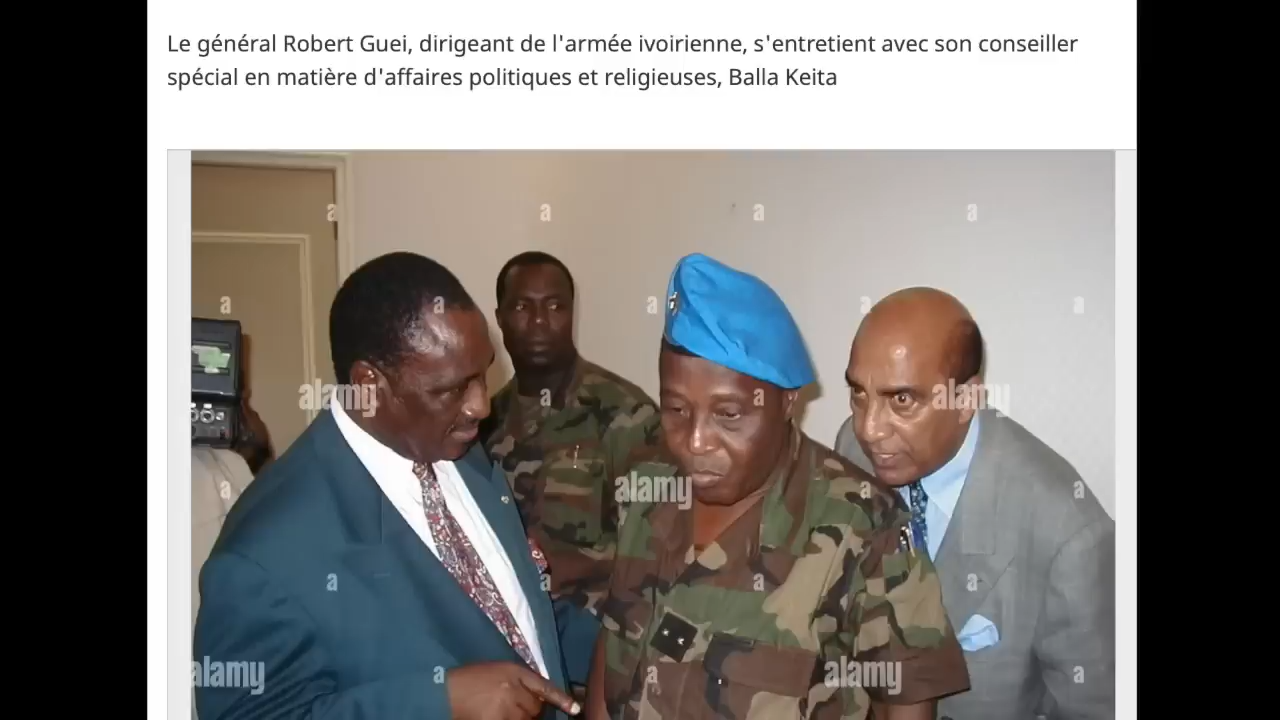 Le général Robert Guei, dirigeant de l'armée ivoirienne, s'entretient avec son conseiller
spécial en matière d'affaires politiques et religieuses, Balla Keita
a a a a
a a a a a
alamy a alamy
a alamy a a
a a a a
alamy a a alamy a